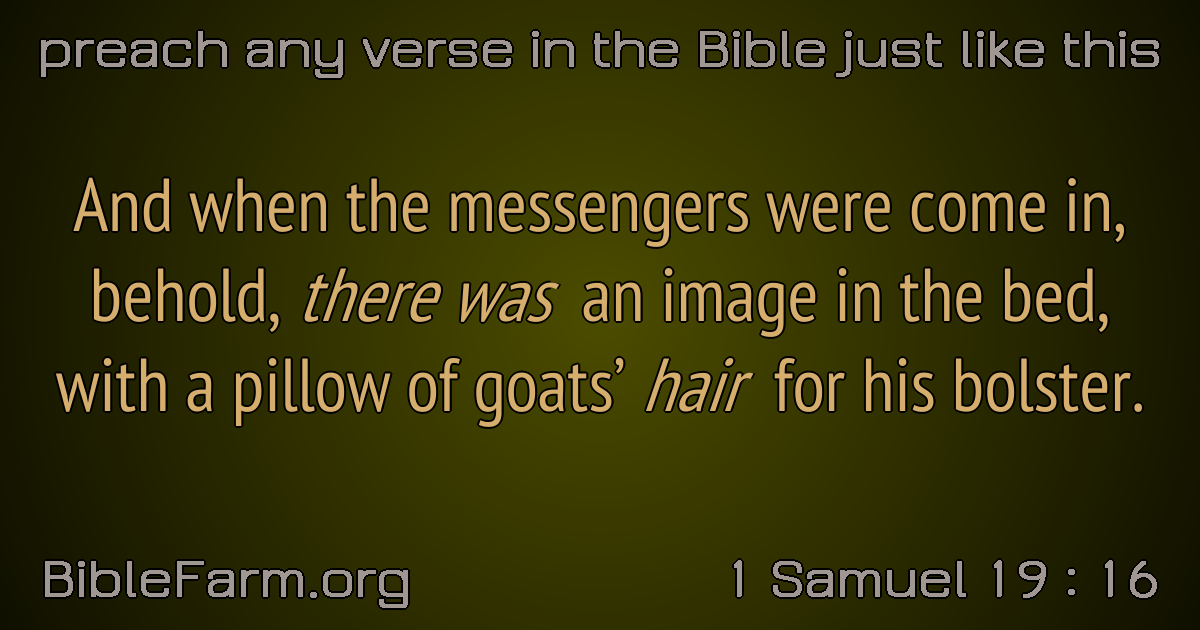 preach any verse in the Bible just like this
And when the messengers were come in,
behold, there was an image in the bed,
with a pillow of goats’ hair for his bolster.
BibleFarm.org
1 Samuel 19 : 16